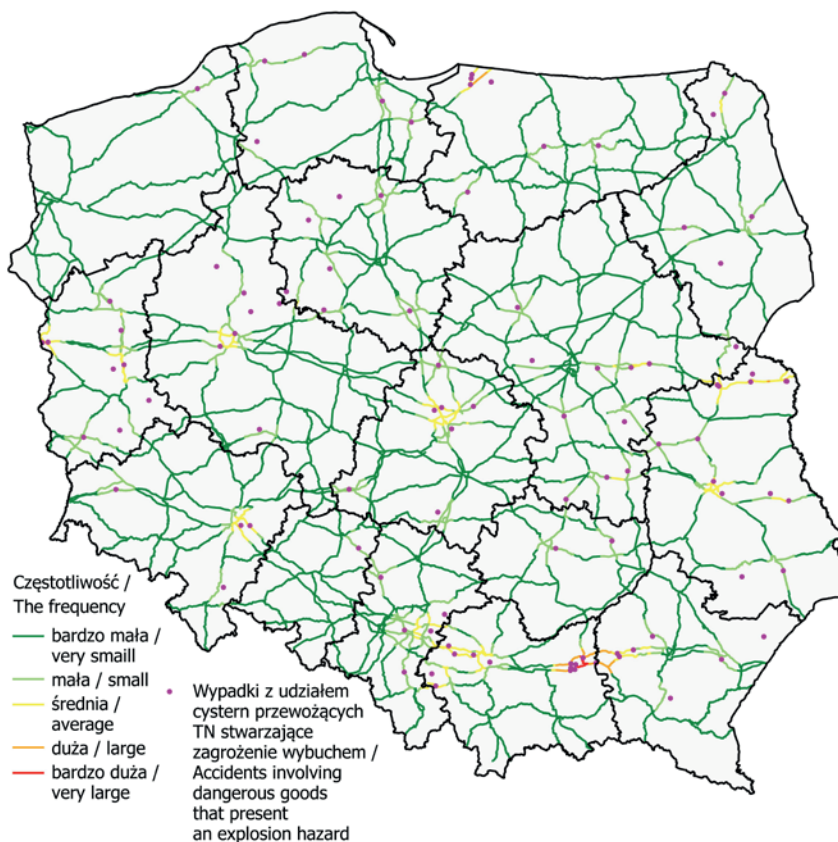 Częstotliwość /
The frequency
bardzo mała /
very smaill
mała / small
średnia /
average
duża / large
bardzo duża /
very large
Wypadki z udziałem
cystern przewożących
TN stwarzające
zagrożenie wybuchem /
Accidents involving
dangerous goods
that present
an explosion hazard